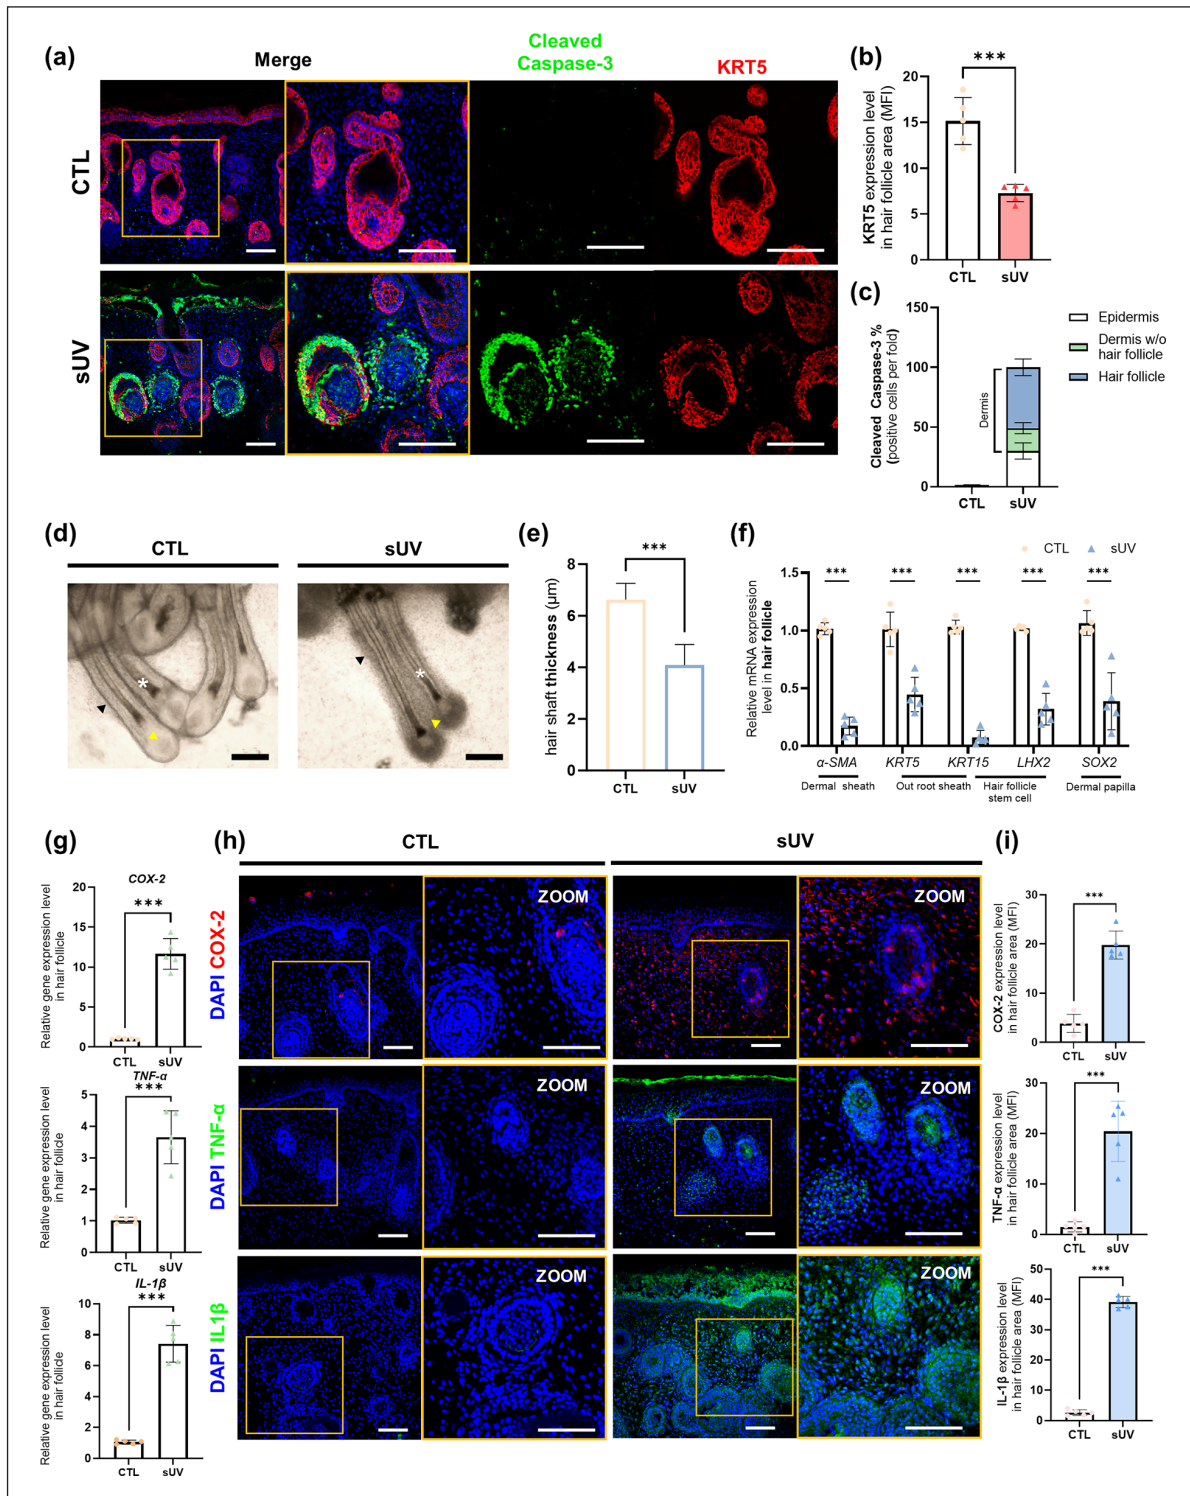 (a)
Merge
Cleaved
Caspase-3
KRT5
CTL
sUV
(b)
***
KRT5 expression level
in hair follicle area (MFI)
20
15
10
5
0
CTL
sUV
(c)
Cleaved Caspase-3 %
(positive cells per fold)
150
100
50
0
Dermis
CTL
sUV
Epidermis
Dermis w/o
hair follicle
Hair follicle
(d)
CTL
sUV
*
*
(e)
***
hair shaft thickness (µm)
8
6
4
2
0
CTL
sUV
(f)
CTL
sUV
*** *** *** *** ***
Relative mRNA expression
level in hair follicle
1.5
1.0
0.5
0.0
α-SMA KRT5 KRT15 LHX2 SOX2
Dermal sheath
Out root sheath
Hair follicle
stem cell
Dermal papilla
(g)
COX-2
***
Relative gene expression level
in hair follicle
20
15
10
5
0
CTL
sUV
TNF-α
***
Relative gene expression level
in hair follicle
5
4
3
2
1
0
CTL
sUV
IL-1β
***
Relative gene expression level
in hair follicle
10
8
6
4
2
0
CTL
sUV
(h)
CTL
sUV
DAPI COX-2
ZOOM
ZOOM
DAPI TNF-α
ZOOM
ZOOM
DAPI IL1β
ZOOM
ZOOM
(i)
***
COX-2 expression level
in hair follicle area (MFI)
30
20
10
0
CTL
sUV
***
TNF-α expression level
in hair follicle area (MFI)
30
20
10
0
CTL
sUV
***
IL-1β expression level
in hair follicle area (MFI)
50
40
30
20
10
0
CTL
sUV